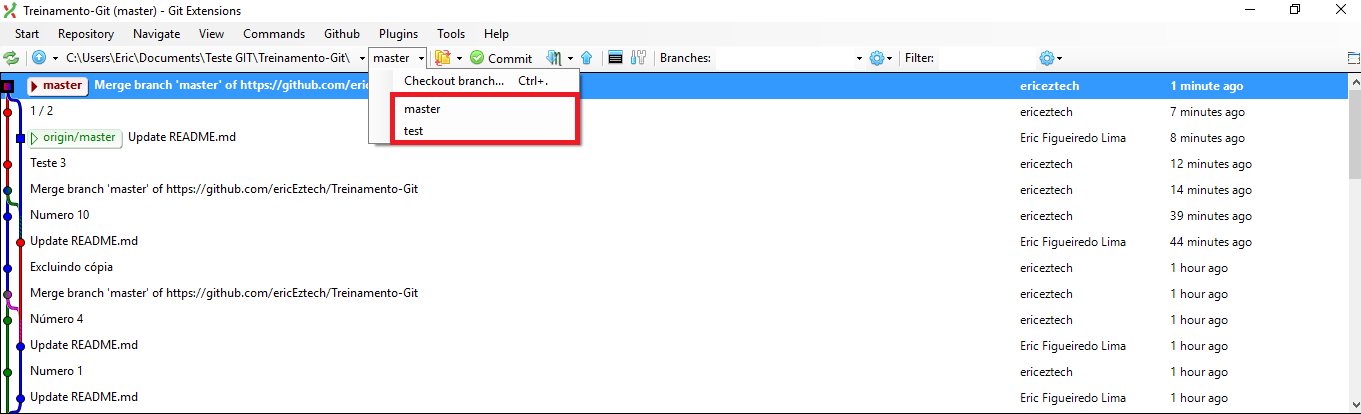 Treinamento-Git (master) - Git Extensions
Start Repository Navigate View Commands Github Plugins Tools Help
C:\Users\Eric\Documents\Teste GIT\Treinamento-Git\ master Commit Branches: Filter:
Checkout branch... Ctrl+.
master
test
master Merge branch 'master' of https://github.com/eric ericeztech 1 minute ago
1 / 2 ericeztech 7 minutes ago
origin/master Update README.md Eric Figueiredo Lima 8 minutes ago
Teste 3 ericeztech 12 minutes ago
Merge branch 'master' of https://github.com/ericEztech/Treinamento-Git ericeztech 14 minutes ago
Numero 10 ericeztech 39 minutes ago
Update README.md Eric Figueiredo Lima 44 minutes ago
Excluindo cópia ericeztech 1 hour ago
Merge branch 'master' of https://github.com/ericEztech/Treinamento-Git ericeztech 1 hour ago
Número 4 ericeztech 1 hour ago
Update README.md Eric Figueiredo Lima 1 hour ago
Numero 1 ericeztech 1 hour ago
Update README.md Eric Figueiredo Lima 1 hour ago